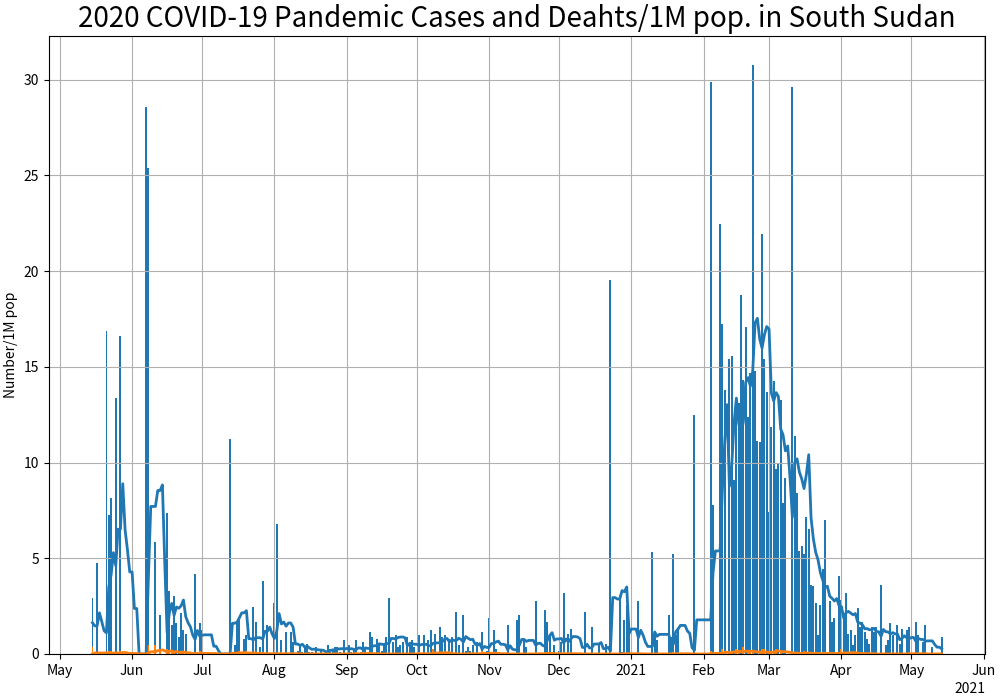 2020 COVID-19 Pandemic Cases and Deahts/1M pop. in South Sudan
Number/1M pop
30
25
20
15
10
5
0
May Jun Jul Aug Sep Oct Nov Dec 2021 Feb Mar Apr May Jun
2021